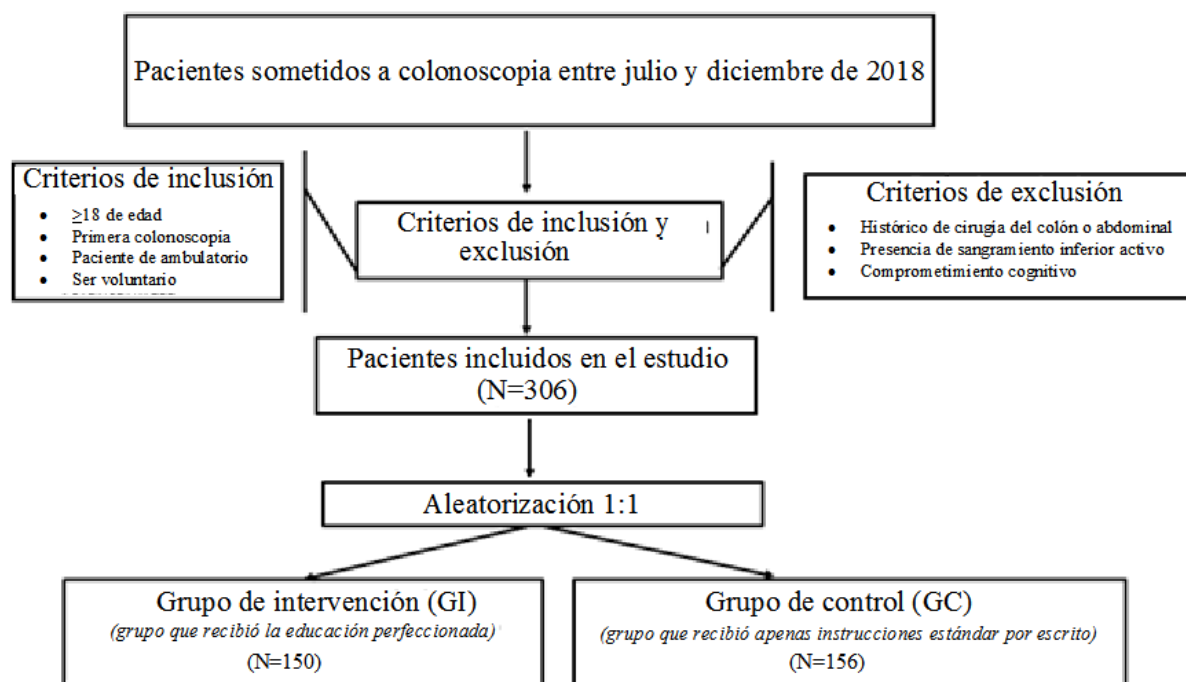 Pacientes sometidos a colonoscopia entre julio y diciembre de 2018
Criterios de inclusión
• ≥18 de edad
• Primera colonoscopia
• Paciente de ambulatorio
• Ser voluntario
Criterios de inclusión y
exclusión
Criterios de exclusión
• Histórico de cirugía del colón o abdominal
• Presencia de sangramiento inferior activo
• Comprometimiento cognitivo
Pacientes incluidos en el estudio
(N=306)
Aleatorización 1:1
Grupo de intervención (GI)
(grupo que recibió la educación perfeccionada)
(N=150)
Grupo de control (GC)
(grupo que recibió apenas instrucciones estándar por escrito)
(N=156)